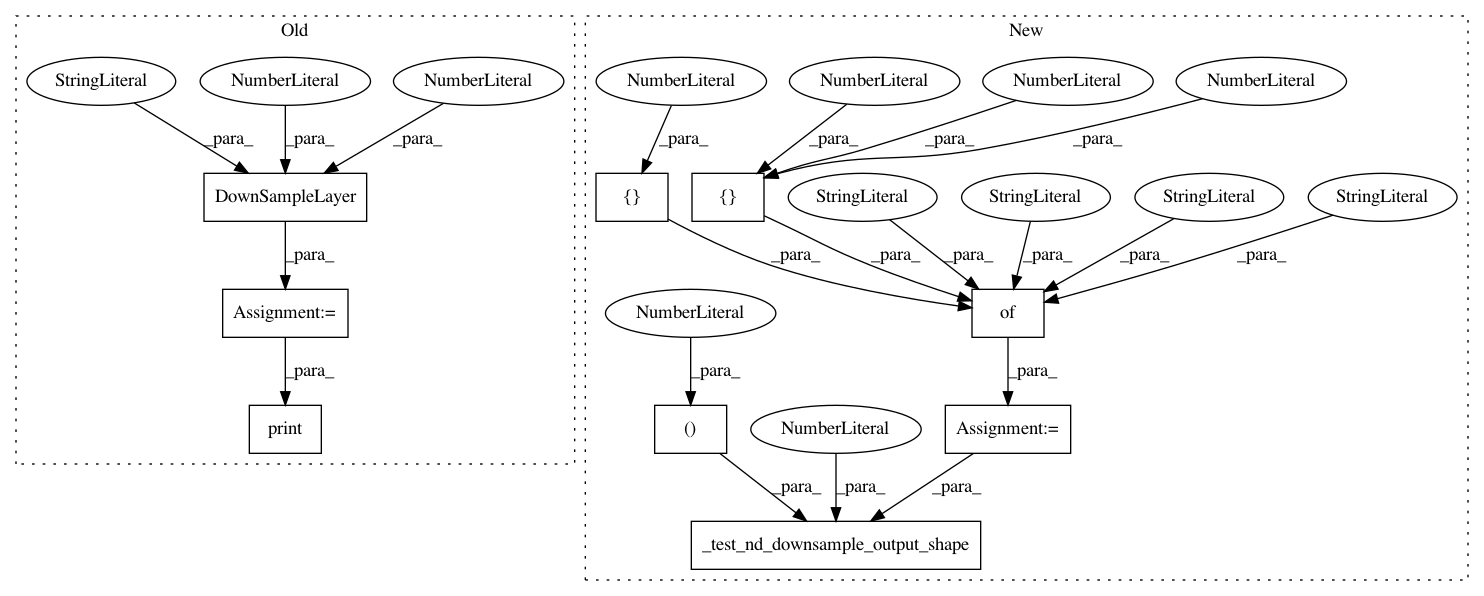 Old
New
StringLiteral
NumberLiteral
NumberLiteral
NumberLiteral
NumberLiteral
NumberLiteral
NumberLiteral
_para_
_para_
_para_
_para_
_para_
_para_
_para_
DownSampleLayer
{}
{}
StringLiteral
StringLiteral
StringLiteral
StringLiteral
_para_
_para_
_para_
_para_
_para_
_para_
_para_
Assignment:=
NumberLiteral
of
_para_
_para_
_para_
print
()
NumberLiteral
Assignment:=
_para_
_para_
_para_
_test_nd_downsample_output_shape